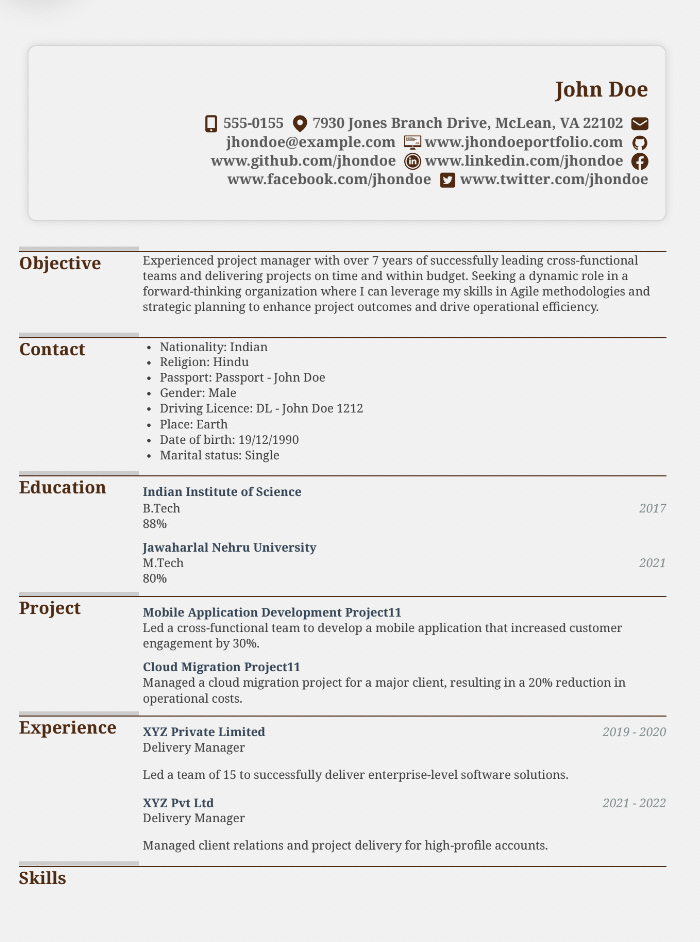 John Doe
555-0155 7930 Jones Branch Drive, McLean, VA 22102
jhondoe@example.com www.jhondoeportfolio.com
www.github.com/jhondoe www.linkedin.com/jhondoe
www.facebook.com/jhondoe www.twitter.com/jhondoe
Objective
Experienced project manager with over 7 years of successfully leading cross-functional
teams and delivering projects on time and within budget. Seeking a dynamic role in a
forward-thinking organization where I can leverage my skills in Agile methodologies and
strategic planning to enhance project outcomes and drive operational efficiency.
Contact
• Nationality: Indian
• Religion: Hindu
• Passport: Passport - John Doe
• Gender: Male
• Driving Licence: DL - John Doe 1212
• Place: Earth
• Date of birth: 19/12/1990
• Marital status: Single
Education
Indian Institute of Science
B.Tech 2017
88%
Jawaharlal Nehru University
M.Tech 2021
80%
Project
Mobile Application Development Project11
Led a cross-functional team to develop a mobile application that increased customer
engagement by 30%.
Cloud Migration Project11
Managed a cloud migration project for a major client, resulting in a 20% reduction in
operational costs.
Experience
XYZ Private Limited 2019 - 2020
Delivery Manager
Led a team of 15 to successfully deliver enterprise-level software solutions.
XYZ Pvt Ltd 2021 - 2022
Delivery Manager
Managed client relations and project delivery for high-profile accounts.
Skills